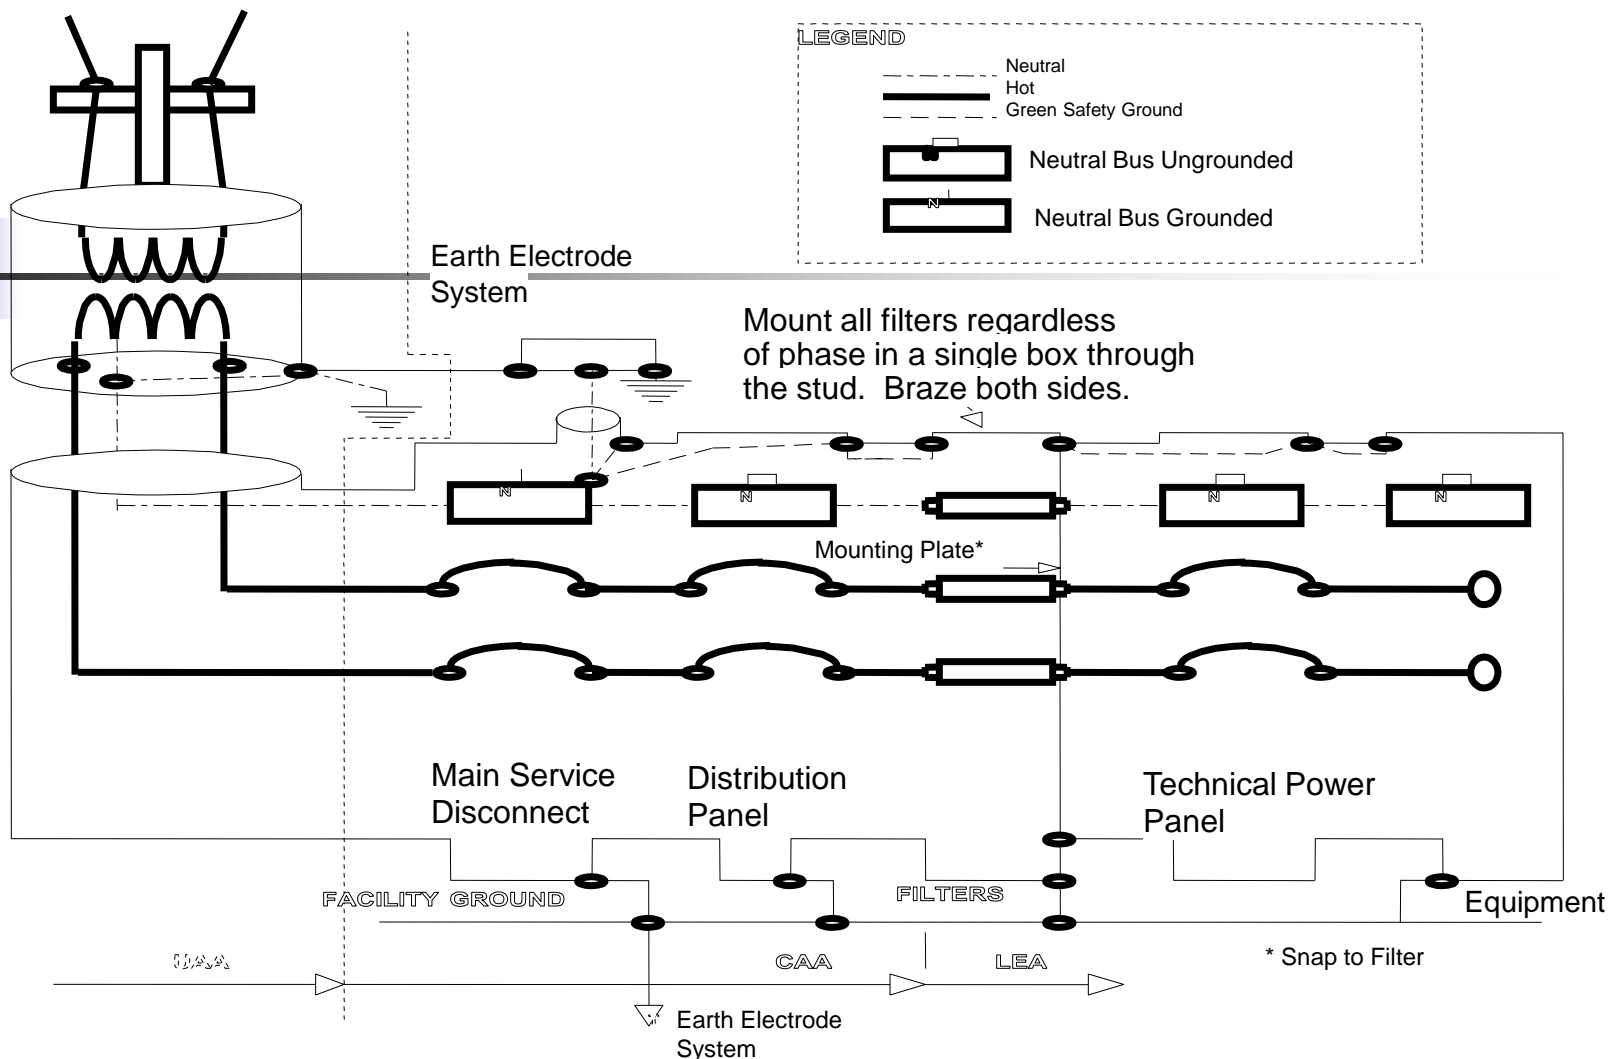 LEGEND
Neutral
Hot
Green Safety Ground
Neutral Bus Ungrounded
N
Neutral Bus Grounded
Earth Electrode
System
Mount all filters regardless
of phase in a single box through
the stud. Braze both sides.
N
N
N
N
Mounting Plate*
Main Service
Disconnect
Distribution
Panel
Technical Power
Panel
FACILITY GROUND
FILTERS
Equipment
CAA
LEA
* Snap to Filter
Earth Electrode
System